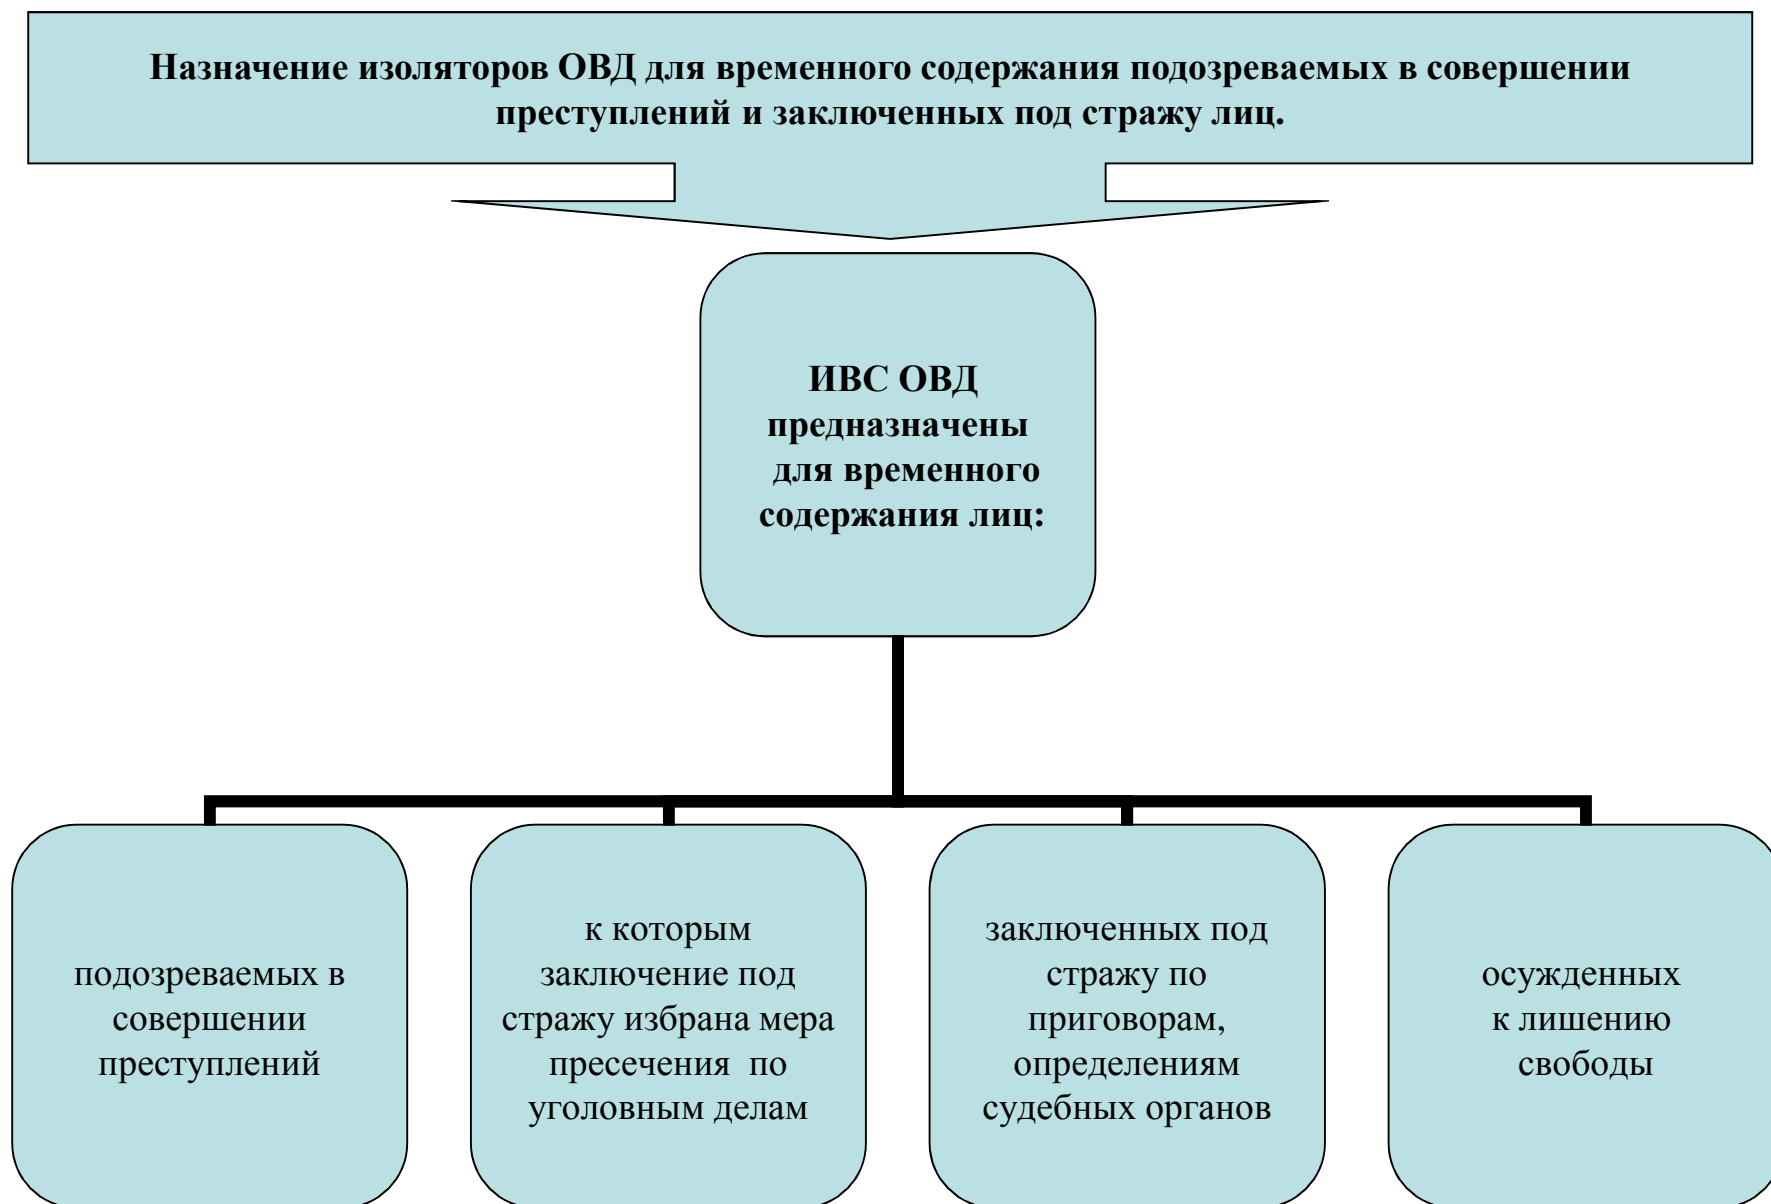 Назначение изоляторов ОВД для временного содержания подозреваемых в совершении
преступлений и заключенных под стражу лиц.
ИВС ОВД
предназначены
для временного
содержания лиц:
подозреваемых в
совершении
преступлений
к которым
заключение под
стражу избрана мера
пресечения по
уголовным делам
заключенных под
стражу по
приговорам,
определениям
судебных органов
осужденных
к лишению
свободы